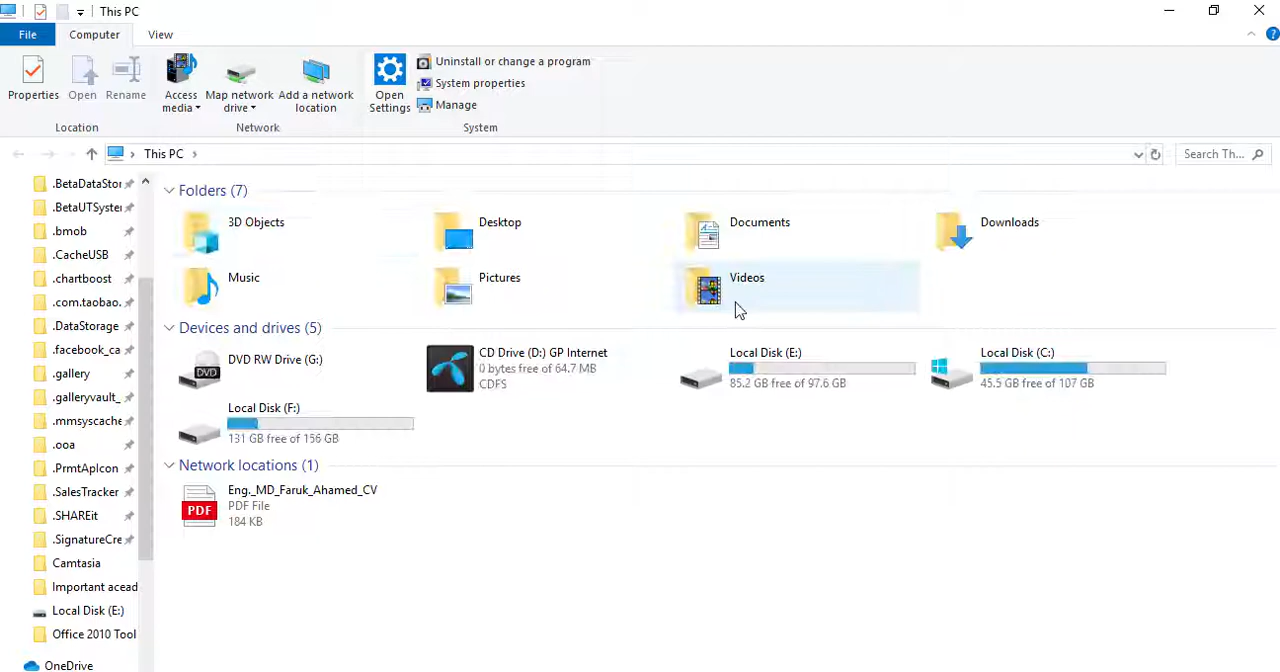 This PC
File
Computer
View
Properties
Open
Rename
Access media
Map network drive
Add a network location
Open Settings
Uninstall or change a program
System properties
Manage
Location
Network
System
This PC
Search Th...
.BetaDataStor
.BetaUTSyster
.bmob
.CacheUSB
.chartboost
.com.taobao.
.DataStorage
.facebook_ca
.gallery
.galleryvault_
.mmsyscache
.ooa
.PrmtApIcon
.SalesTracker
.SHAREit
.SignatureCre
Camtasia
Important acead
Local Disk (E:)
Office 2010 Tool
OneDrive
Folders (7)
3D Objects
Desktop
Documents
Downloads
Music
Pictures
Videos
Devices and drives (5)
DVD RW Drive (G:)
DVD
CD Drive (D:) GP Internet
0 bytes free of 64.7 MB
CDFS
Local Disk (E:)
85.2 GB free of 97.6 GB
Local Disk (C:)
45.5 GB free of 107 GB
Local Disk (F:)
131 GB free of 156 GB
Network locations (1)
Eng._MD_Faruk_Ahamed_CV
PDF File
184 KB
PDF